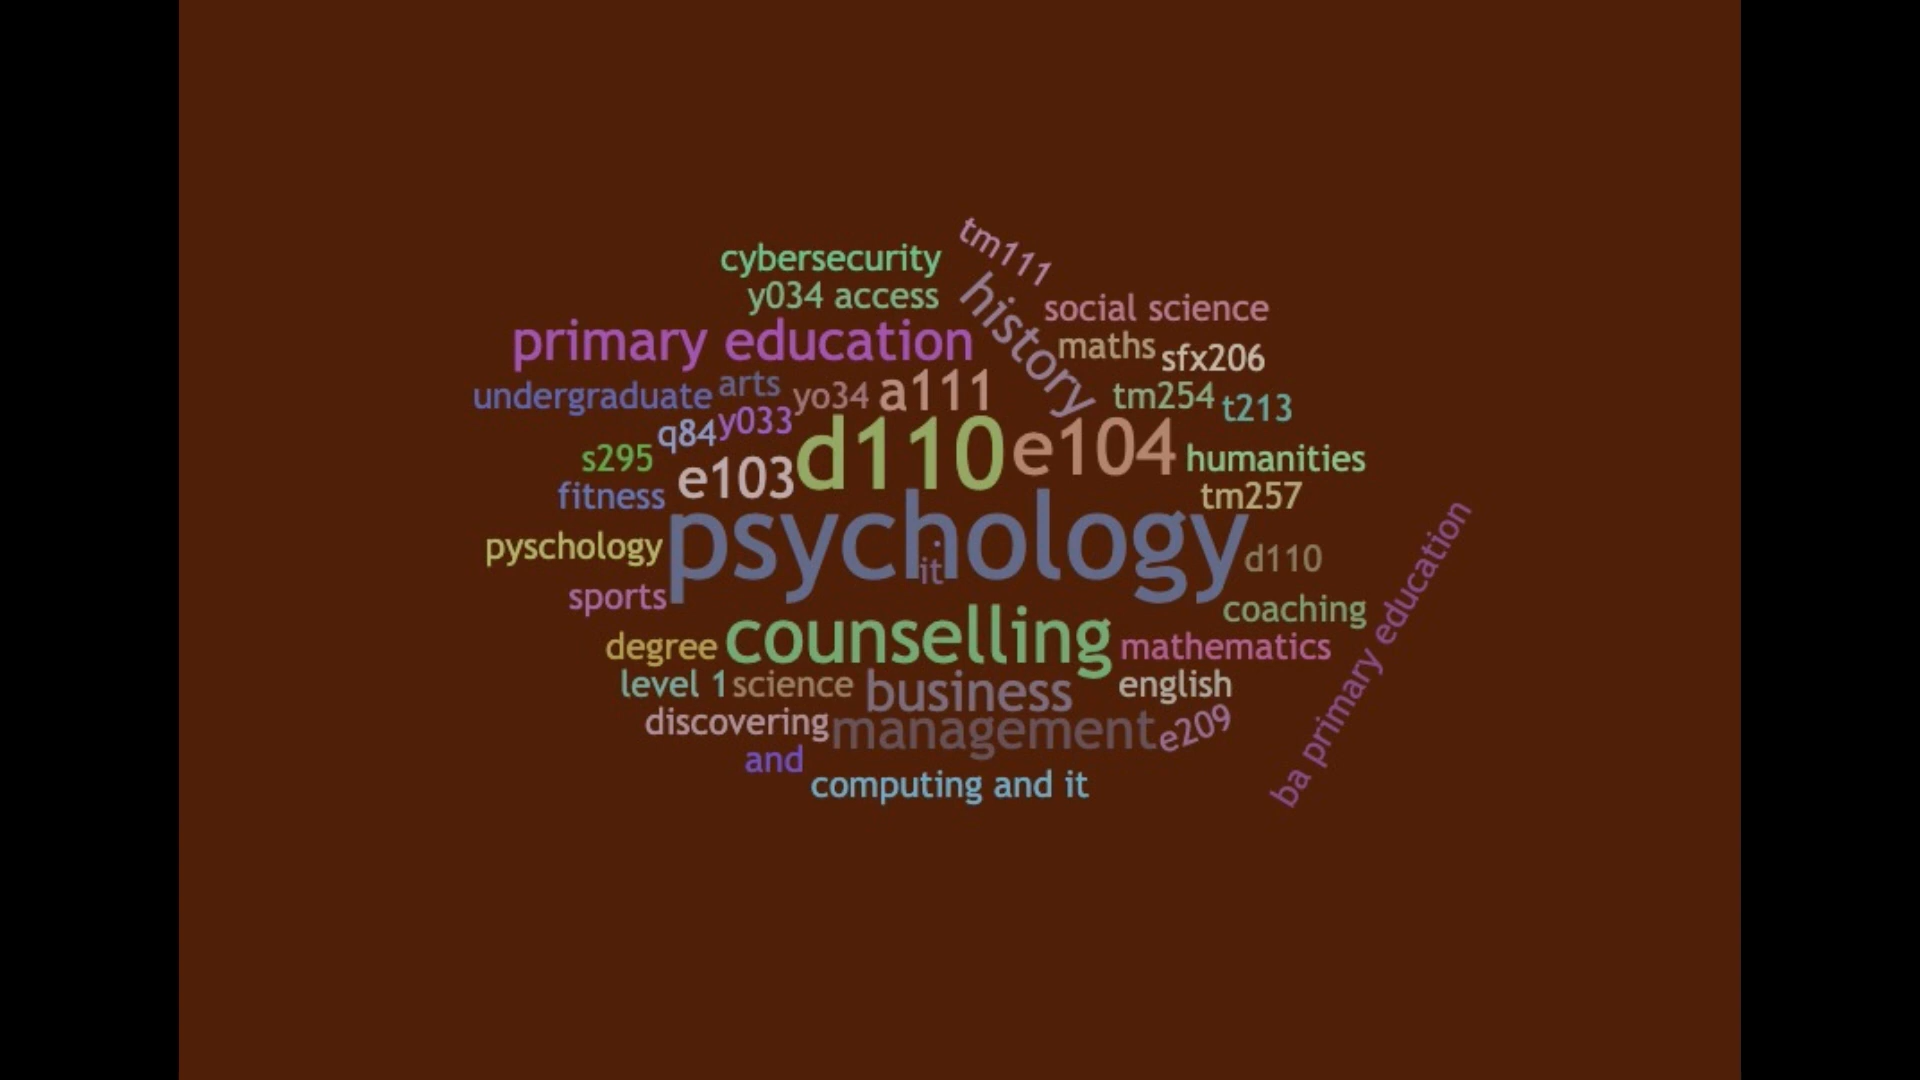 tm111
cybersecurity
y034 access
history
social science
primary education
maths
sfx206
undergraduate
arts
yo34
a111
tm254
t213
q84
y033
d110
e104
s295
e103
humanities
fitness
tm257
pyschology
psychology
it
d110
ba primary education
sports
coaching
degree
counselling
mathematics
level 1
science
business
english
discovering
management
e209
and
computing and it